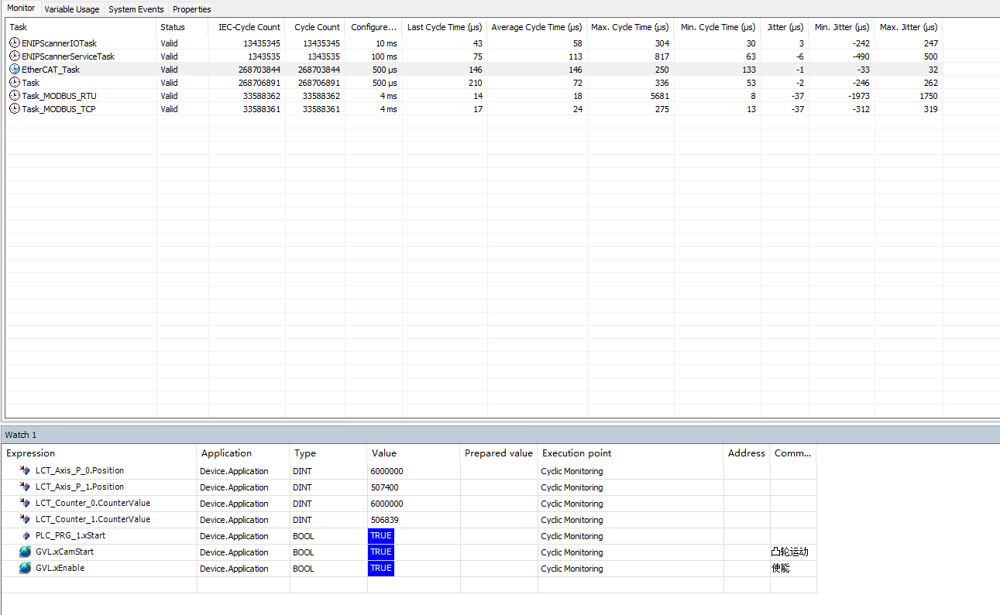 Monitor Variable Usage System Events Properties
Task Status IEC-Cycle Count Cycle Count Configure... Last Cycle Time (µs) Average Cycle Time (µs) Max. Cycle Time (µs) Min. Cycle Time (µs) Jitter (µs) Min. Jitter (µs) Max. Jitter (µs)
ENIPScannerIOTask Valid 13435345 13435345 10 ms 43 58 304 30 3 -242 247
ENIPScannerServiceTask Valid 1343535 1343535 100 ms 75 113 817 63 -6 -490 500
EtherCAT_Task Valid 268703844 268703844 500 µs 146 146 250 133 -1 -33 32
Task Valid 268706891 268706891 500 µs 210 72 336 53 -2 -246 262
Task_MODBUS_RTU Valid 33588362 33588362 4 ms 14 18 5681 8 -37 -1973 1750
Task_MODBUS_TCP Valid 33588361 33588361 4 ms 17 24 275 13 -37 -312 319
Watch 1
Expression Application Type Value Prepared value Execution point Address Comm...
LCT_Axis_P_0.Position Device.Application DINT 6000000 Cyclic Monitoring
LCT_Axis_P_1.Position Device.Application DINT 507400 Cyclic Monitoring
LCT_Counter_0.CounterValue Device.Application DINT 6000000 Cyclic Monitoring
LCT_Counter_1.CounterValue Device.Application DINT 506839 Cyclic Monitoring
PLC_PRG_1.xStart Device.Application BOOL TRUE Cyclic Monitoring
GVL.xCamStart Device.Application BOOL TRUE Cyclic Monitoring 凸轮运动
GVL.xEnable Device.Application BOOL TRUE Cyclic Monitoring 使能